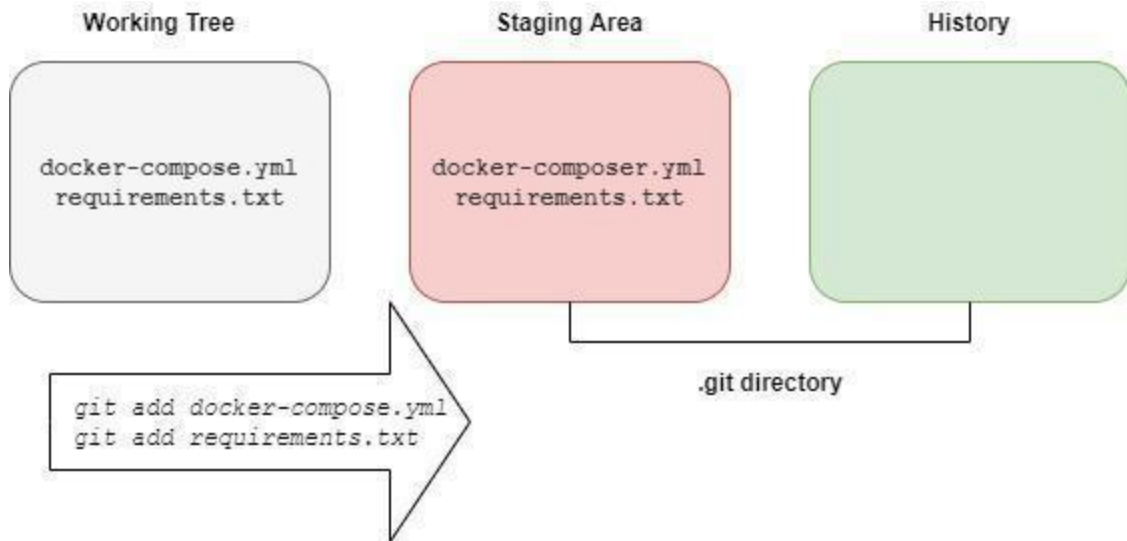 Working Tree
Staging Area
History
docker-compose.yml
requirements.txt
docker-composer.yml
requirements.txt
.git directory
git add docker-compose.yml
git add requirements.txt